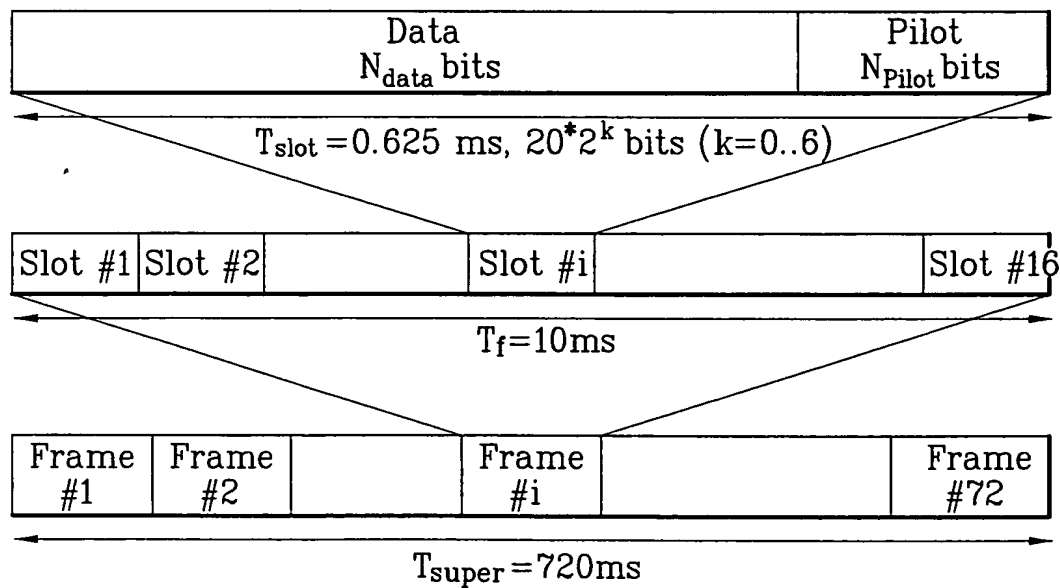 Data
N_data bits
Pilot
N_Pilot bits
T_slot=0.625 ms, 20*2^k bits (k=0..6)
Slot #1
Slot #2
Slot #i
Slot #16
T_f=10ms
Frame
#1
Frame
#2
Frame
#i
Frame
#72
T_super=720ms